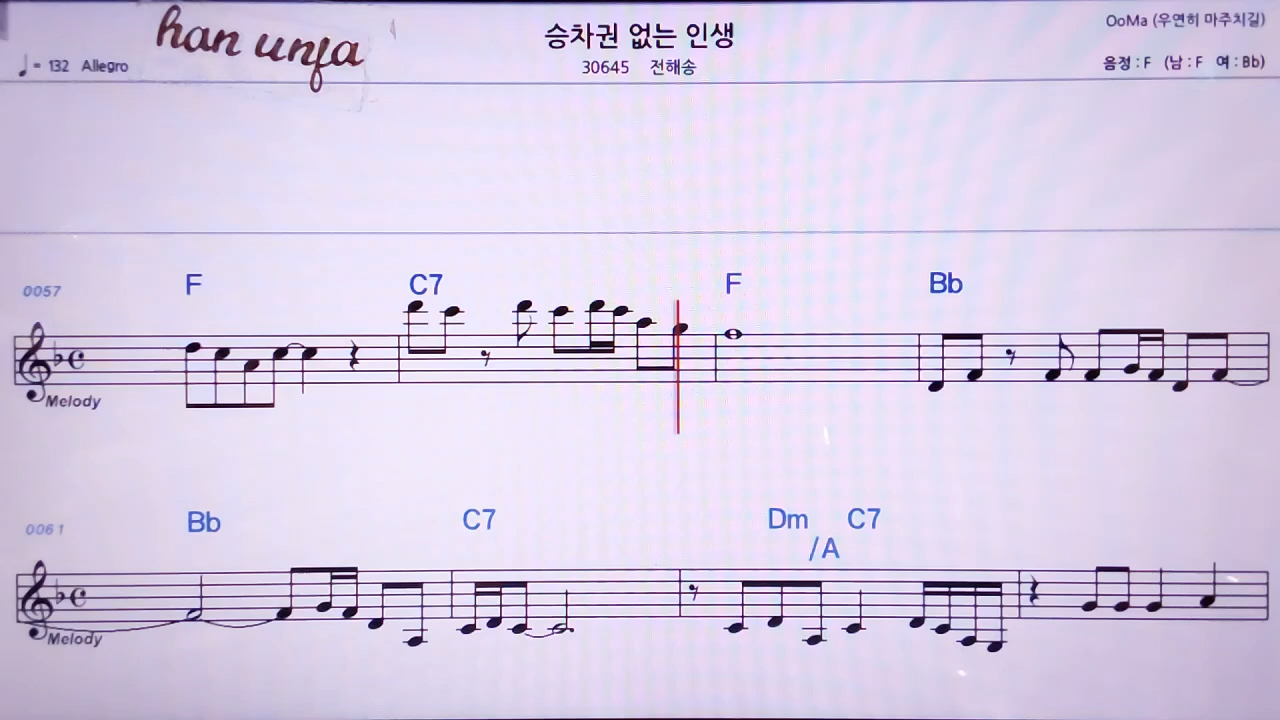 han unfa
승차권 없는 인생
OoMa (우연히 마주치길)
♩= 132 Allegro
30645 전해송
음정 : F (남 : F 여 : Bb)
0057 F C7 F Bb
Melody
0061 Bb C7 Dm C7
/A
Melody